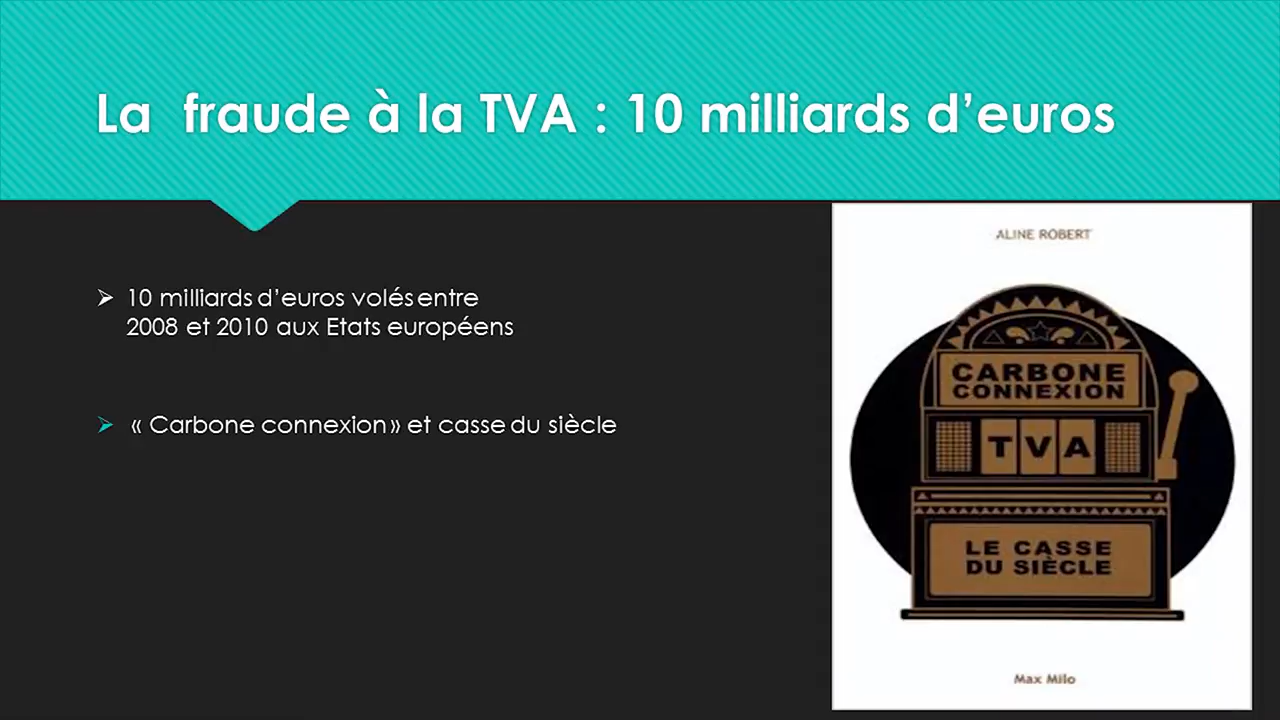 La fraude à la TVA : 10 milliards d’euros
10 milliards d’euros volés entre
2008 et 2010 aux Etats européens
« Carbone connexion » et casse du siècle
ALINE ROBERT
CARBONE
CONNEXION
TVA
LE CASSE
DU SIÈCLE
Max Milo